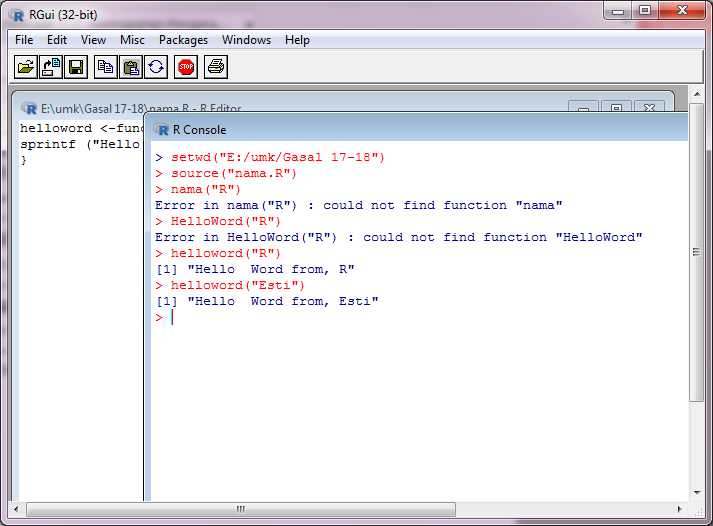 RGui (32-bit)
File Edit View Misc Packages Windows Help
STOP
E:\umk\Gasal 17-18\nama.R - R Editor
helloword <-func
sprintf ("Hello
}
R Console
> setwd("E:/umk/Gasal 17-18")
> source("nama.R")
> nama("R")
Error in nama("R") : could not find function "nama"
> HelloWord("R")
Error in HelloWord("R") : could not find function "HelloWord"
> helloword("R")
[1] "Hello  Word from, R"
> helloword("Esti")
[1] "Hello  Word from, Esti"
>